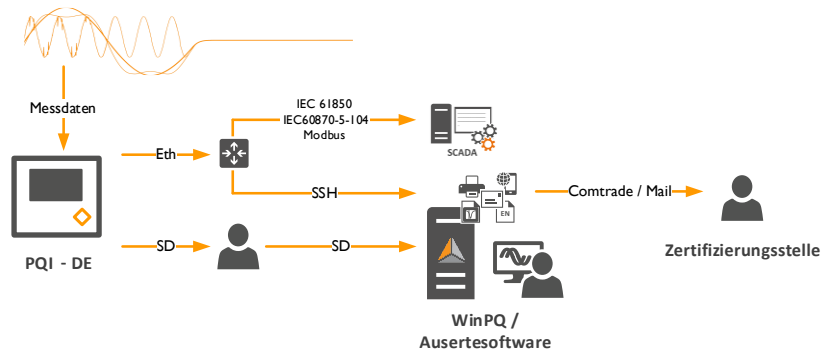 Messdaten
IEC 61850
IEC60870-5-104
Modbus
Eth
SCADA
SSH
EN
Comtrade / Mail
SD
SD
PQI - DE
Zertifizierungsstelle
WinPQ /
Ausertesoftware